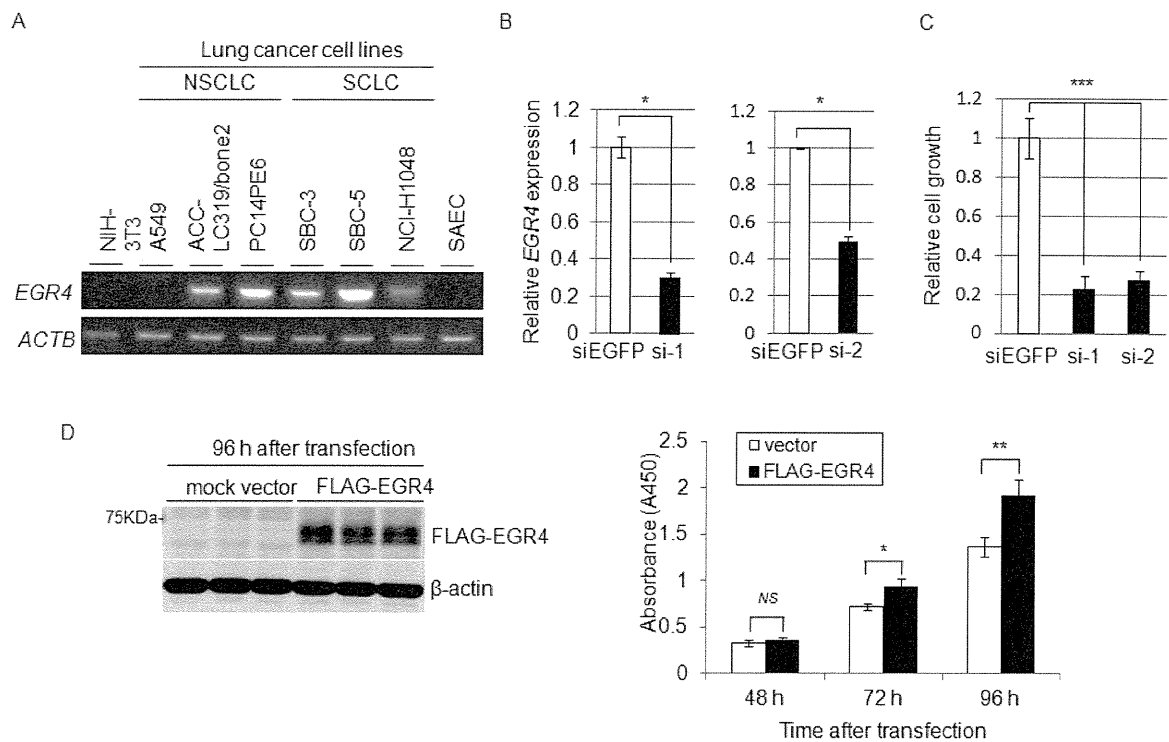 A
Lung cancer cell lines
NSCLC
SCLC
NIH-
3T3
A549
ACC-
LC319/bone2
PC14PE6
SBC-3
SBC-5
NCI-H1048
SAEC
EGR4
ACTB
B
Relative EGR4 expression
1.2
1
0.8
0.6
0.4
0.2
0
*
siEGFP si-1
1.2
1
0.8
0.6
0.4
0.2
0
*
siEGFP si-2
C
Relative cell growth
1.2
1
0.8
0.6
0.4
0.2
0
***
siEGFP si-1 si-2
D
96 h after transfection
mock vector FLAG-EGR4
75KDa-
FLAG-EGR4
β-actin
Absorbance (A450)
2.5
2
1.5
1
0.5
0
vector
FLAG-EGR4
NS
*
**
48 h 72 h 96 h
Time after transfection